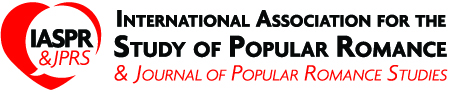 IASPR
&JPRS
INTERNATIONAL ASSOCIATION FOR THE
STUDY OF POPULAR ROMANCE
& JOURNAL OF POPULAR ROMANCE STUDIES